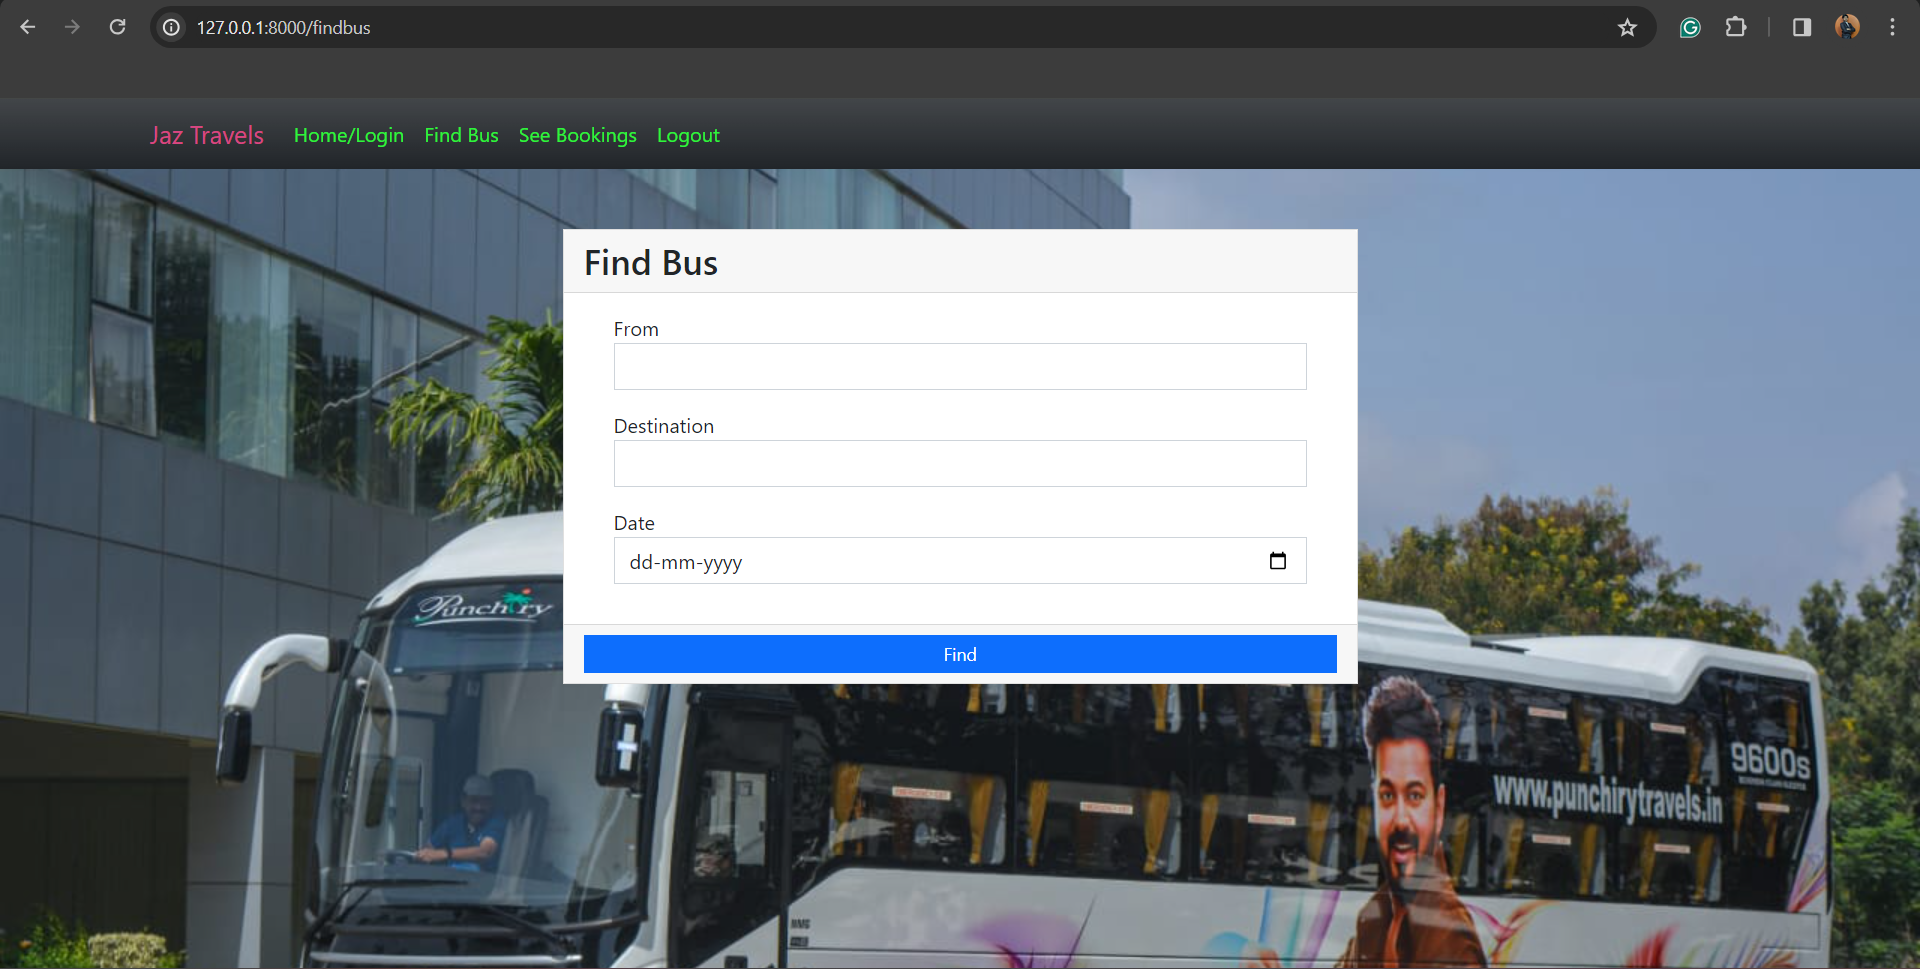 127.0.0.1:8000/findbus
Jaz Travels Home/Login Find Bus See Bookings Logout
Find Bus
From
Destination
Date
dd-mm-yyyy
Find
Punchiry
9600s
www.punchirytravels.in